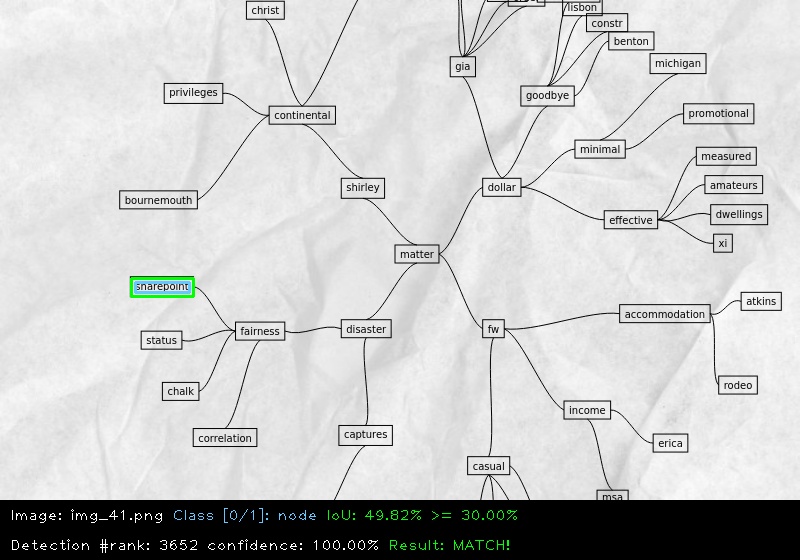 christ
lisbon
constr
benton
gia
michigan
privileges
goodbye
continental
promotional
minimal
measured
shirley
dollar
amateurs
bournemouth
effective
dwellings
xi
matter
sharepoint
atkins
accommodation
fairness
disaster
fw
status
rodeo
chalk
income
correlation
captures
erica
casual
msa
Image: img_41.png Class [0/1]: node IoU: 49.82% >= 30.00%
Detection #rank: 3652 confidence: 100.00% Result: MATCH!